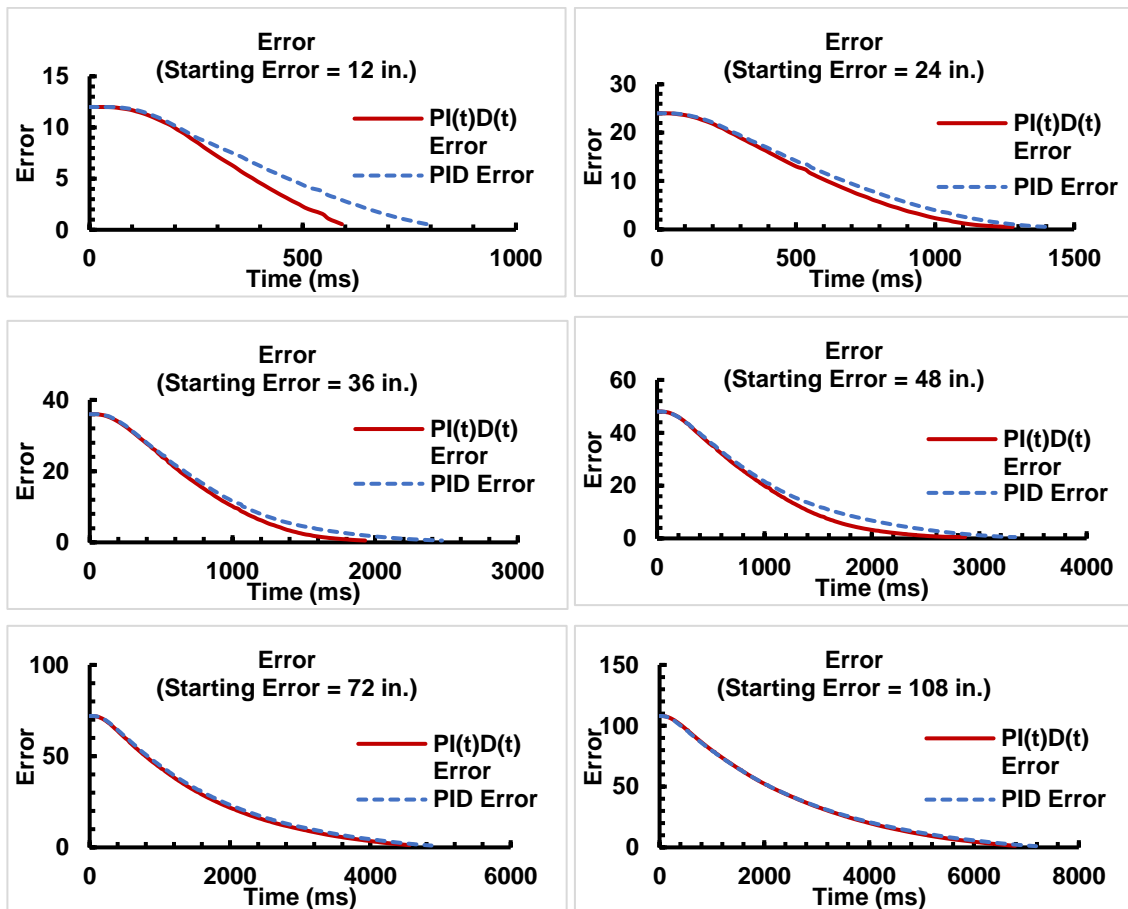 Error
(Starting Error = 12 in.)
15
10
5
0
Error
PI(t)D(t)
Error
PID Error
0 500 1000
Time (ms)
Error
(Starting Error = 24 in.)
30
20
10
0
Error
PI(t)D(t)
Error
PID Error
0 500 1000 1500
Time (ms)
Error
(Starting Error = 36 in.)
40
20
0
Error
PI(t)D(t)
Error
PID Error
0 1000 2000 3000
Time (ms)
Error
(Starting Error = 48 in.)
60
40
20
0
Error
PI(t)D(t)
Error
PID Error
0 1000 2000 3000 4000
Time (ms)
Error
(Starting Error = 72 in.)
100
50
0
Error
PI(t)D(t)
Error
PID Error
0 2000 4000 6000
Time (ms)
Error
(Starting Error = 108 in.)
150
100
50
0
Error
PI(t)D(t)
Error
PID Error
0 2000 4000 6000 8000
Time (ms)